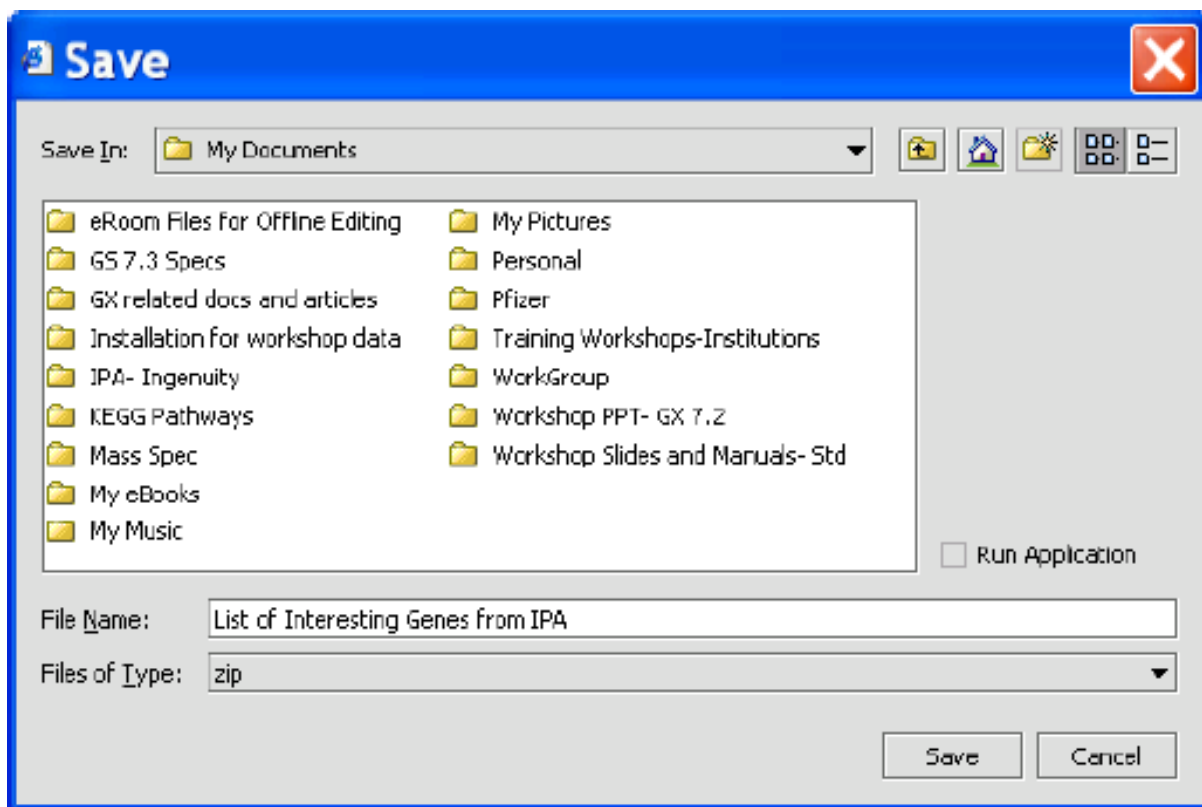 Save
Save In: My Documents
eRoom Files for Offline Editing
GS 7.3 Specs
GX related docs and articles
Installation for workshop data
IPA- Ingenuity
KEGG Pathways
Mass Spec
My eBooks
My Music
My Pictures
Personal
Pfizer
Training Workshops-Institutions
WorkGroup
Workshop PPT- GX 7.2
Workshop Slides and Manuals- Std
Run Application
File Name: List of Interesting Genes from IPA
Files of Type: zip
Save Cancel